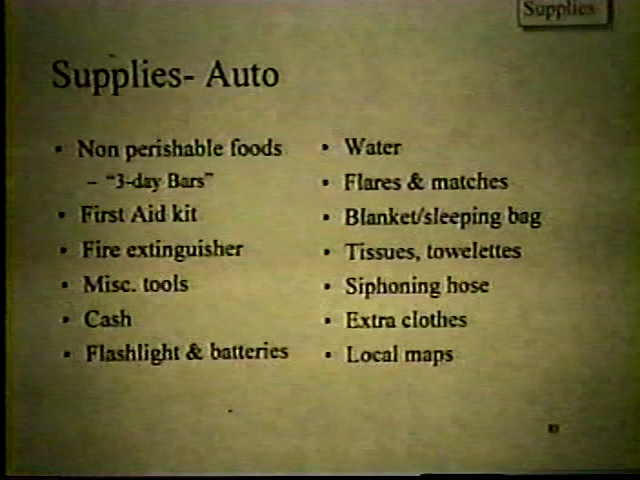 Supplies
Supplies- Auto
• Non perishable foods
– "3-day Bars"
• First Aid kit
• Fire extinguisher
• Misc. tools
• Cash
• Flashlight & batteries
• Water
• Flares & matches
• Blanket/sleeping bag
• Tissues, towelettes
• Siphoning hose
• Extra clothes
• Local maps